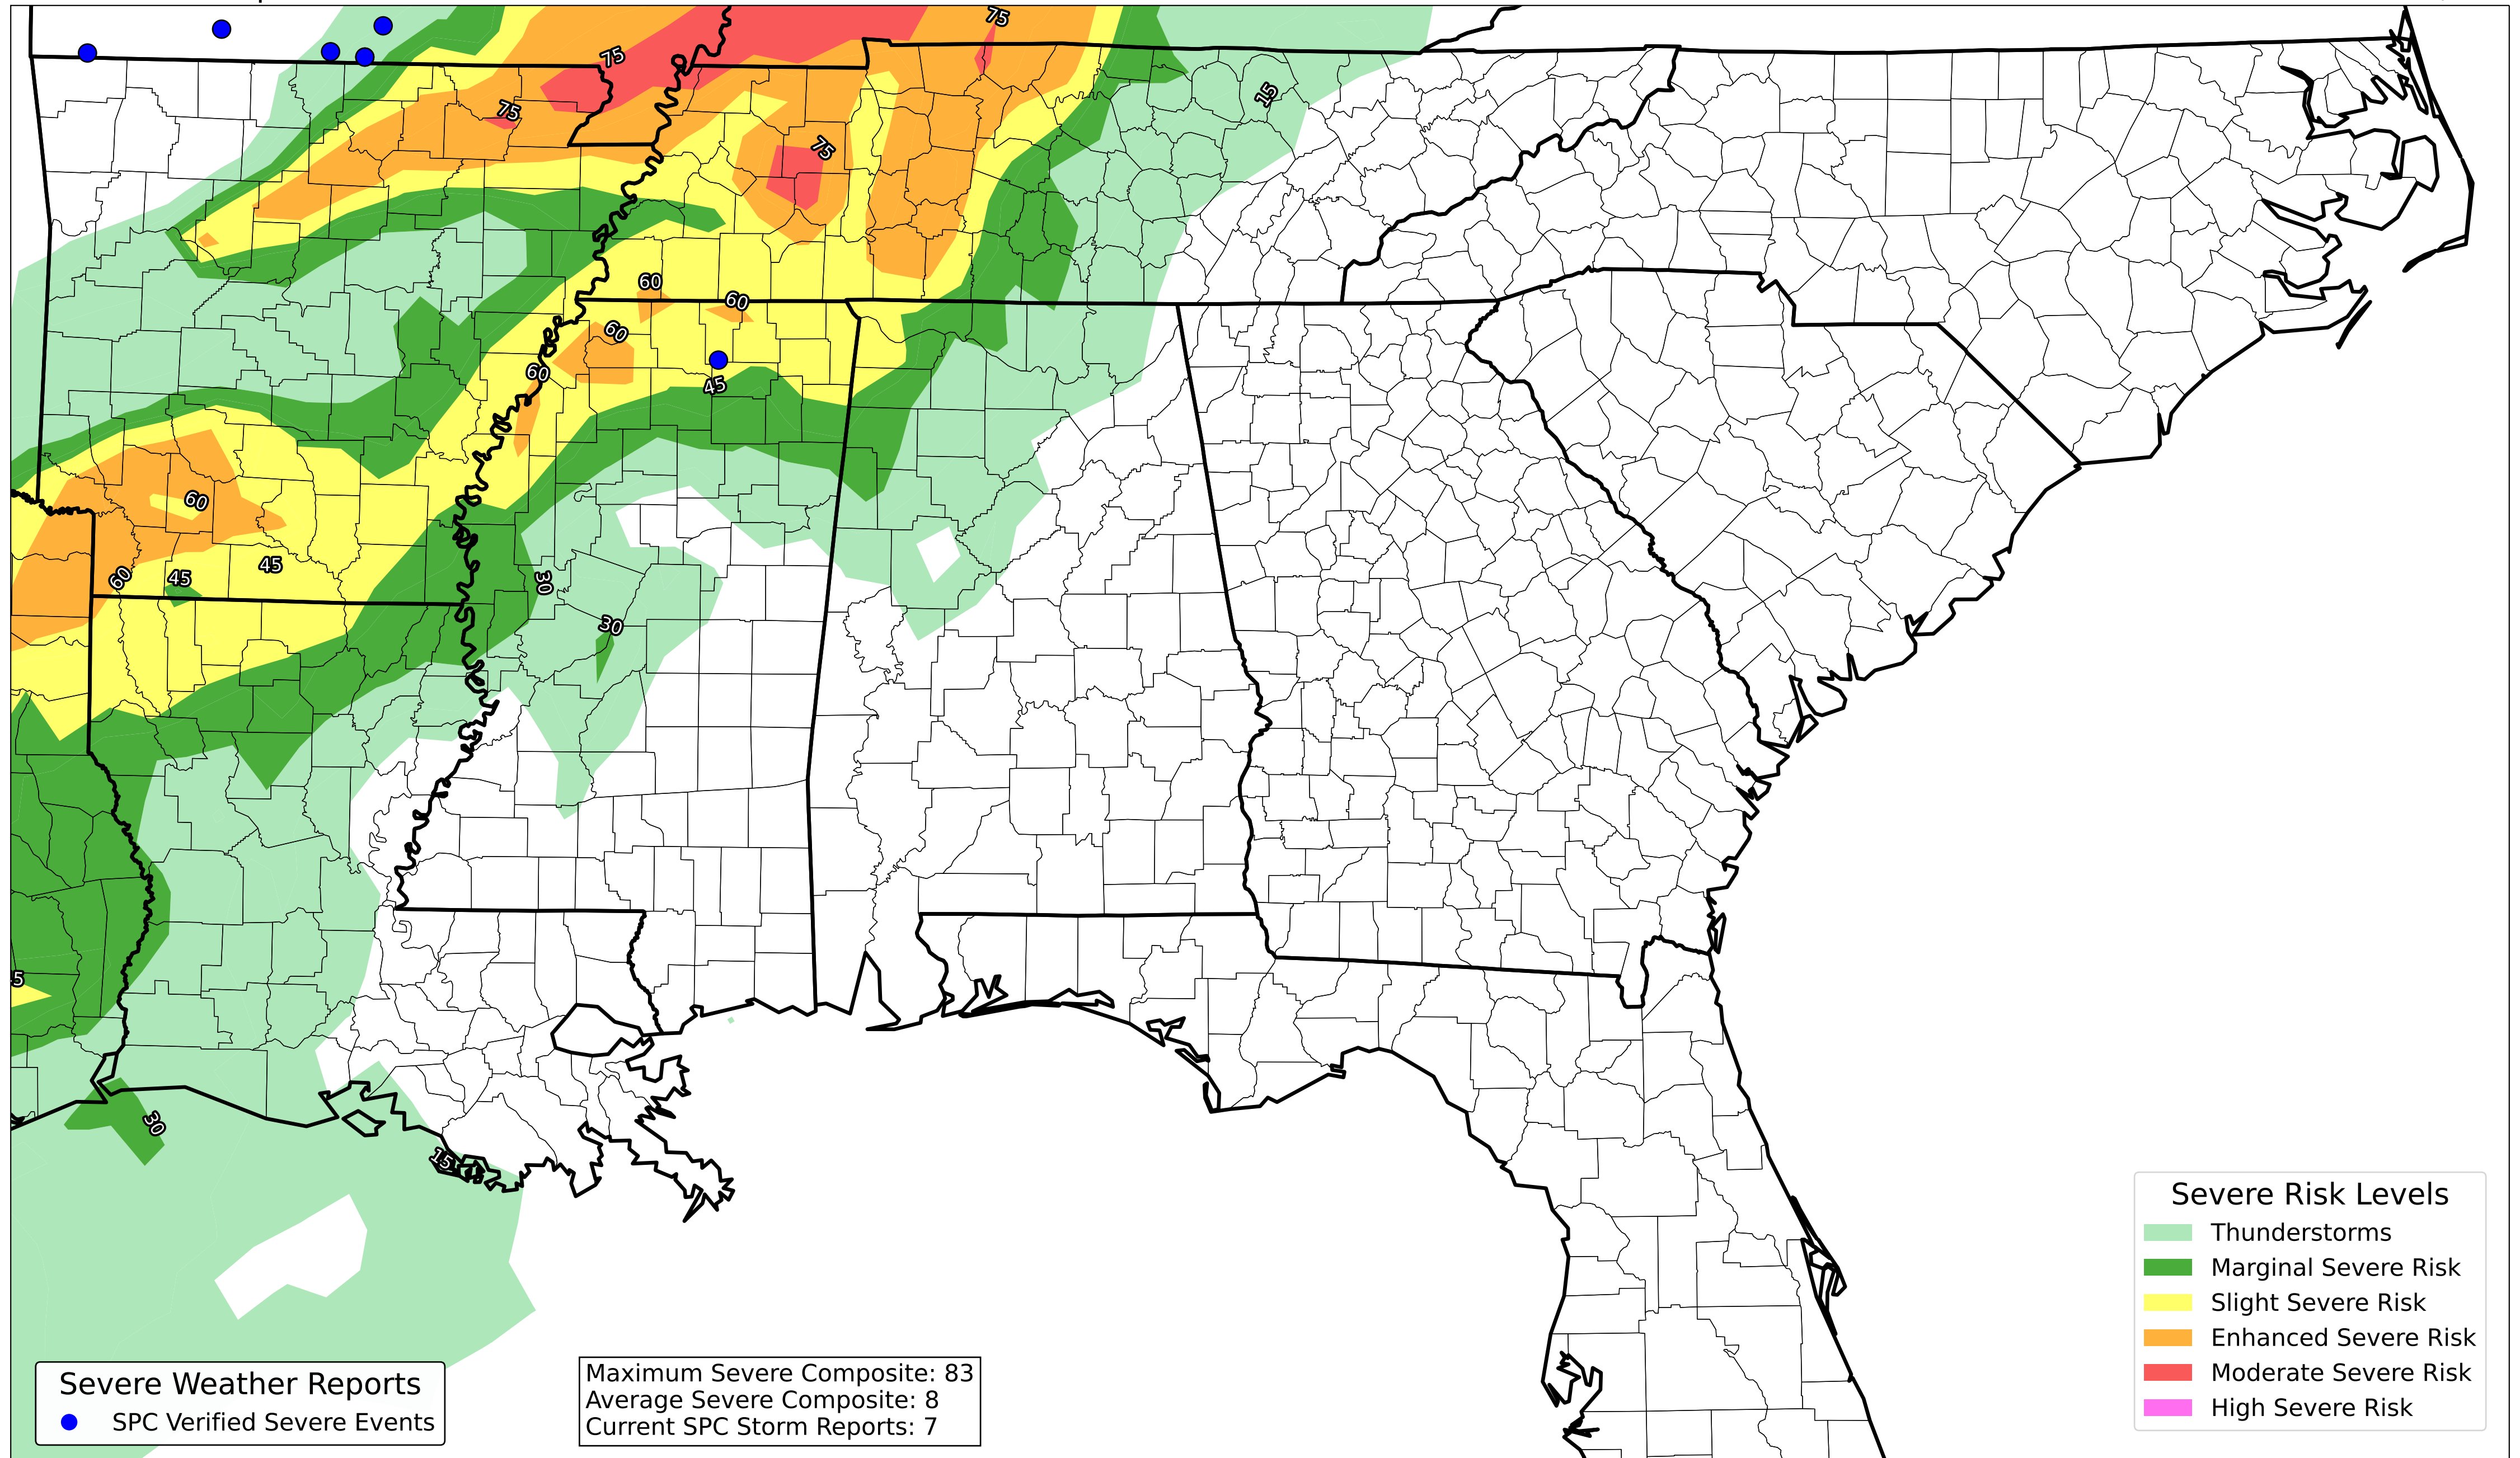 75
75
75
15
75
60
60
60
60
45
60
45
45
60
30
30
5
30
15
Severe Risk Levels
Thunderstorms
Marginal Severe Risk
Slight Severe Risk
Enhanced Severe Risk
Moderate Severe Risk
High Severe Risk
Severe Weather Reports
SPC Verified Severe Events
Maximum Severe Composite: 83
Average Severe Composite: 8
Current SPC Storm Reports: 7